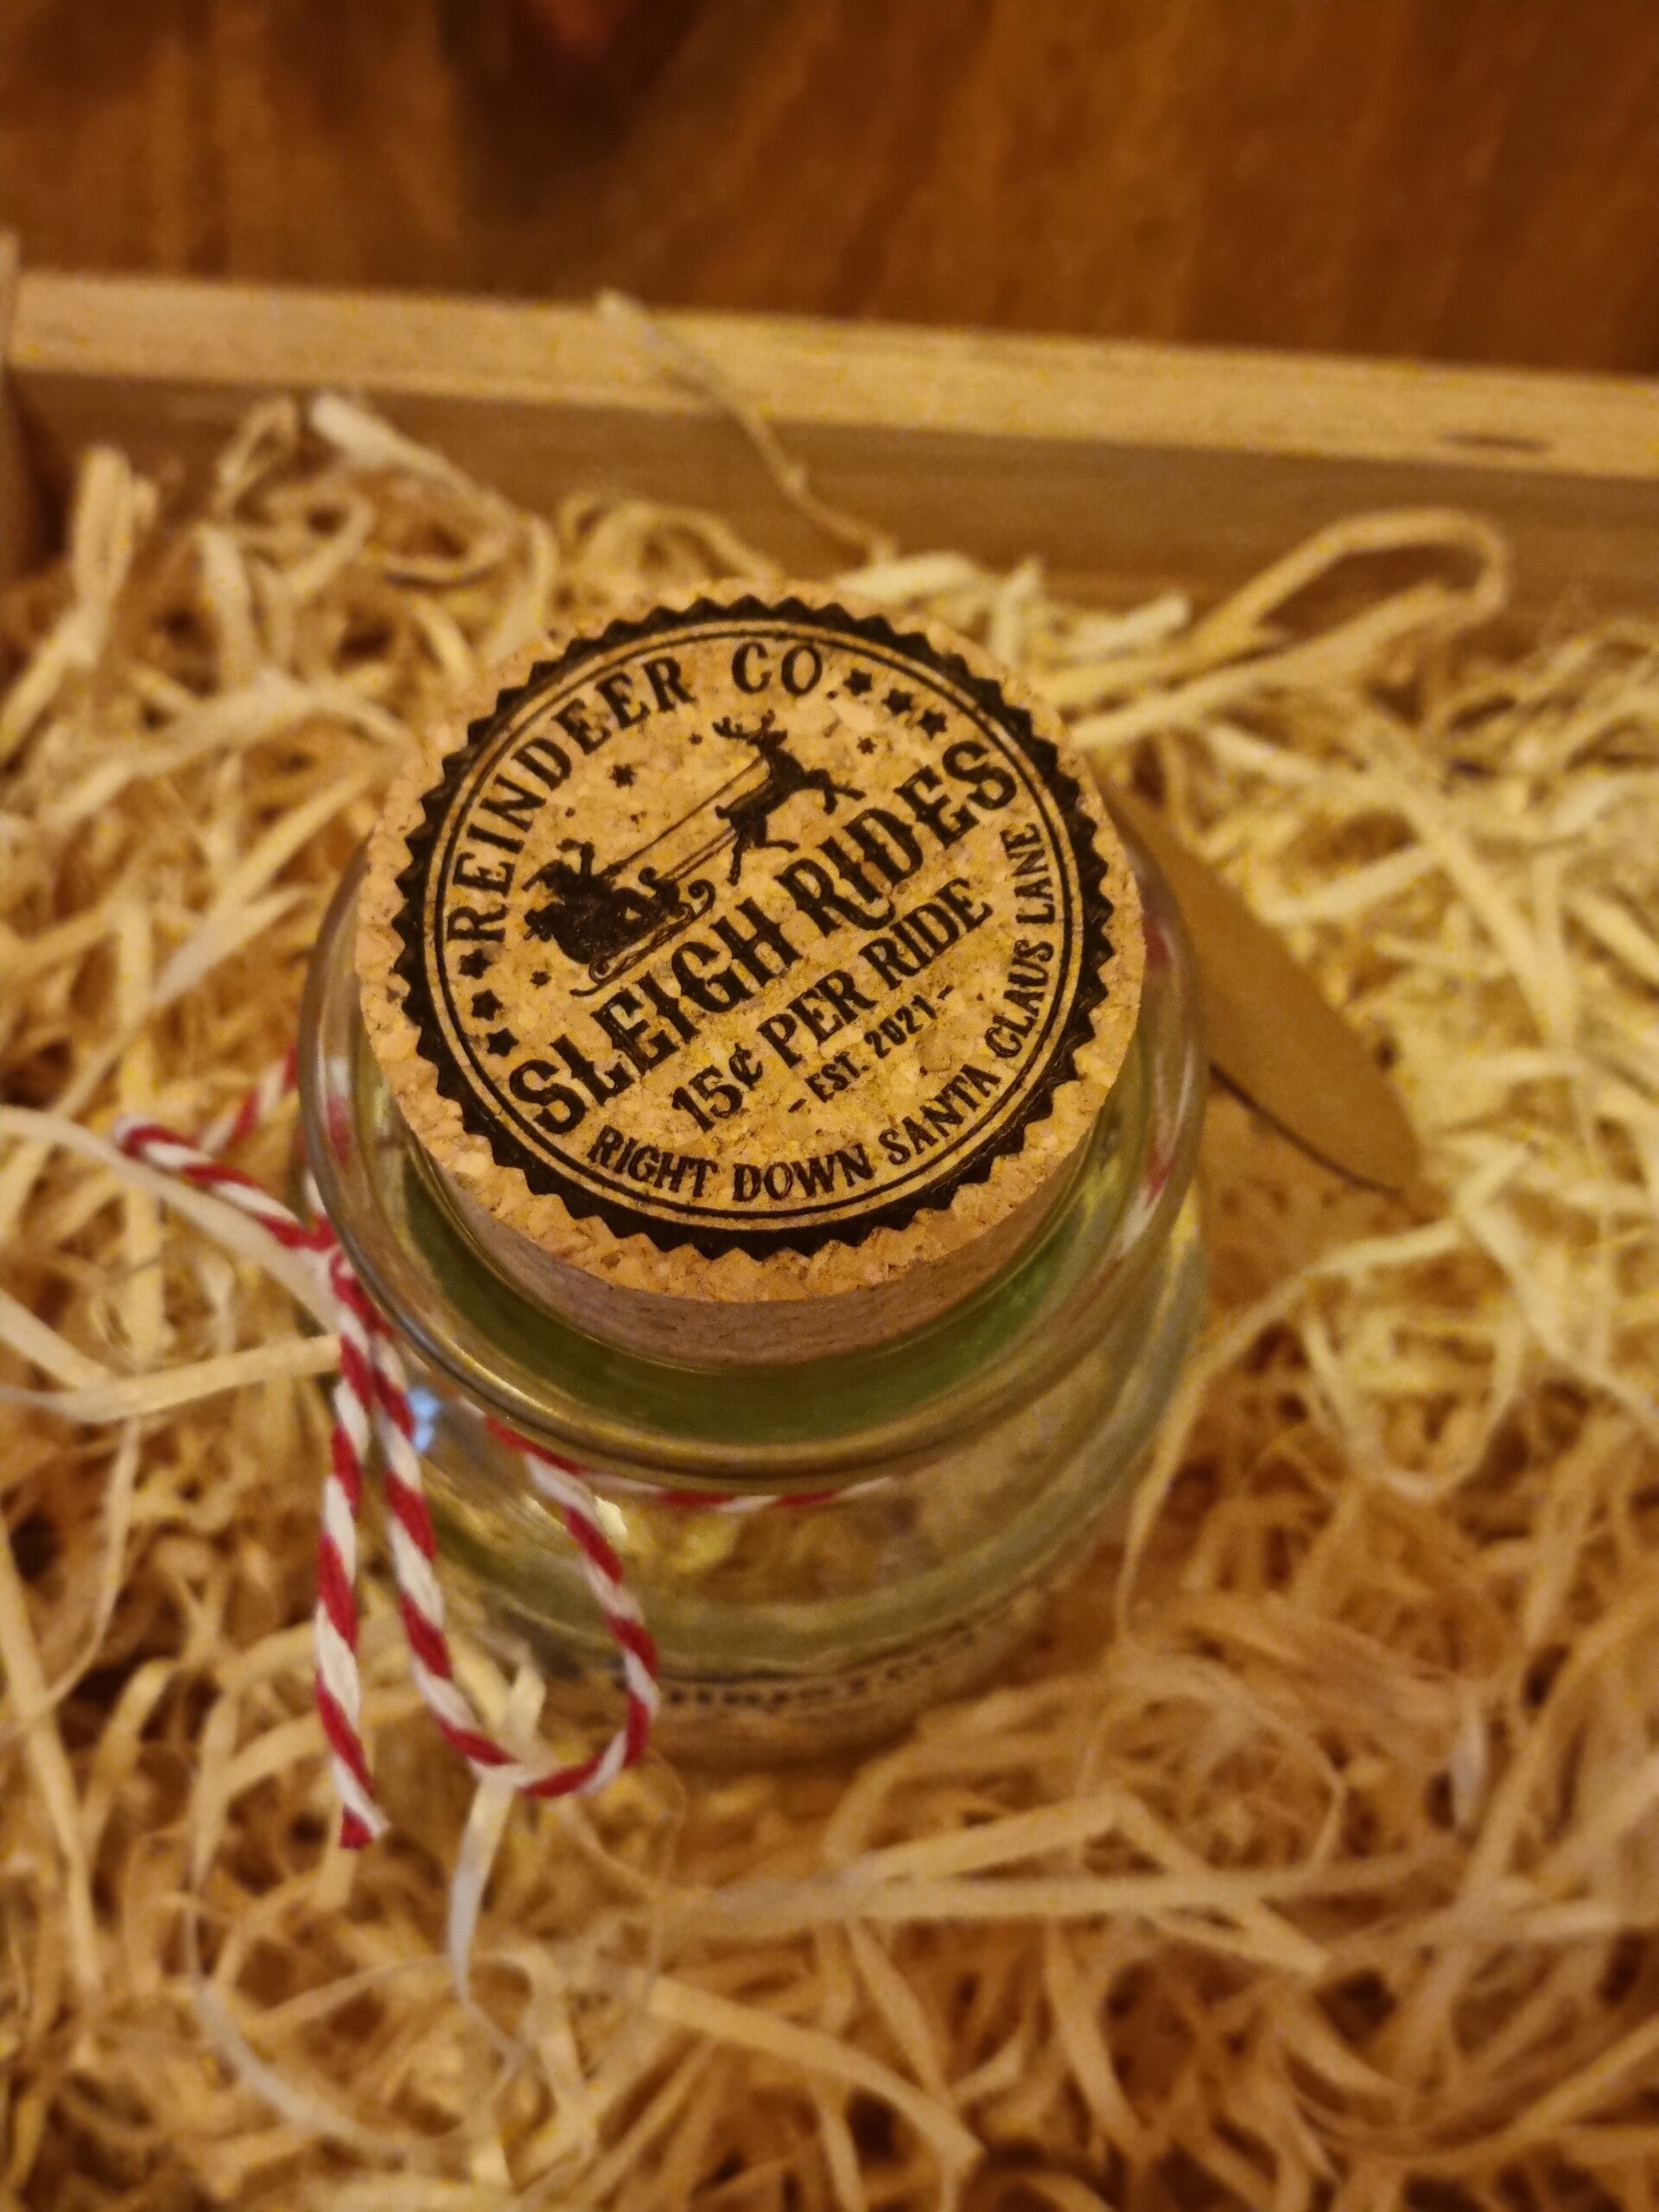 REINDEER CO.
SLEIGH RIDES
15¢ PER RIDE
-EST. 2021-
RIGHT DOWN SANTA CLAUS LANE